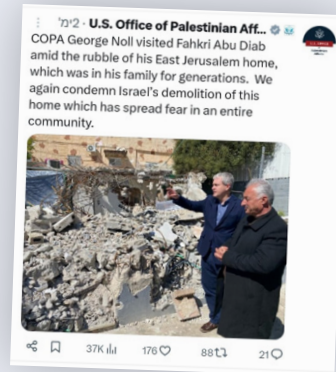 U.S. Office of Palestinian Aff... · 2מ'
COPA George Noll visited Fahkri Abu Diab
amid the rubble of his East Jerusalem home,
which was in his family for generations. We
again condemn Israel's demolition of this
home which has spread fear in an entire
community.
37K 176 88 21